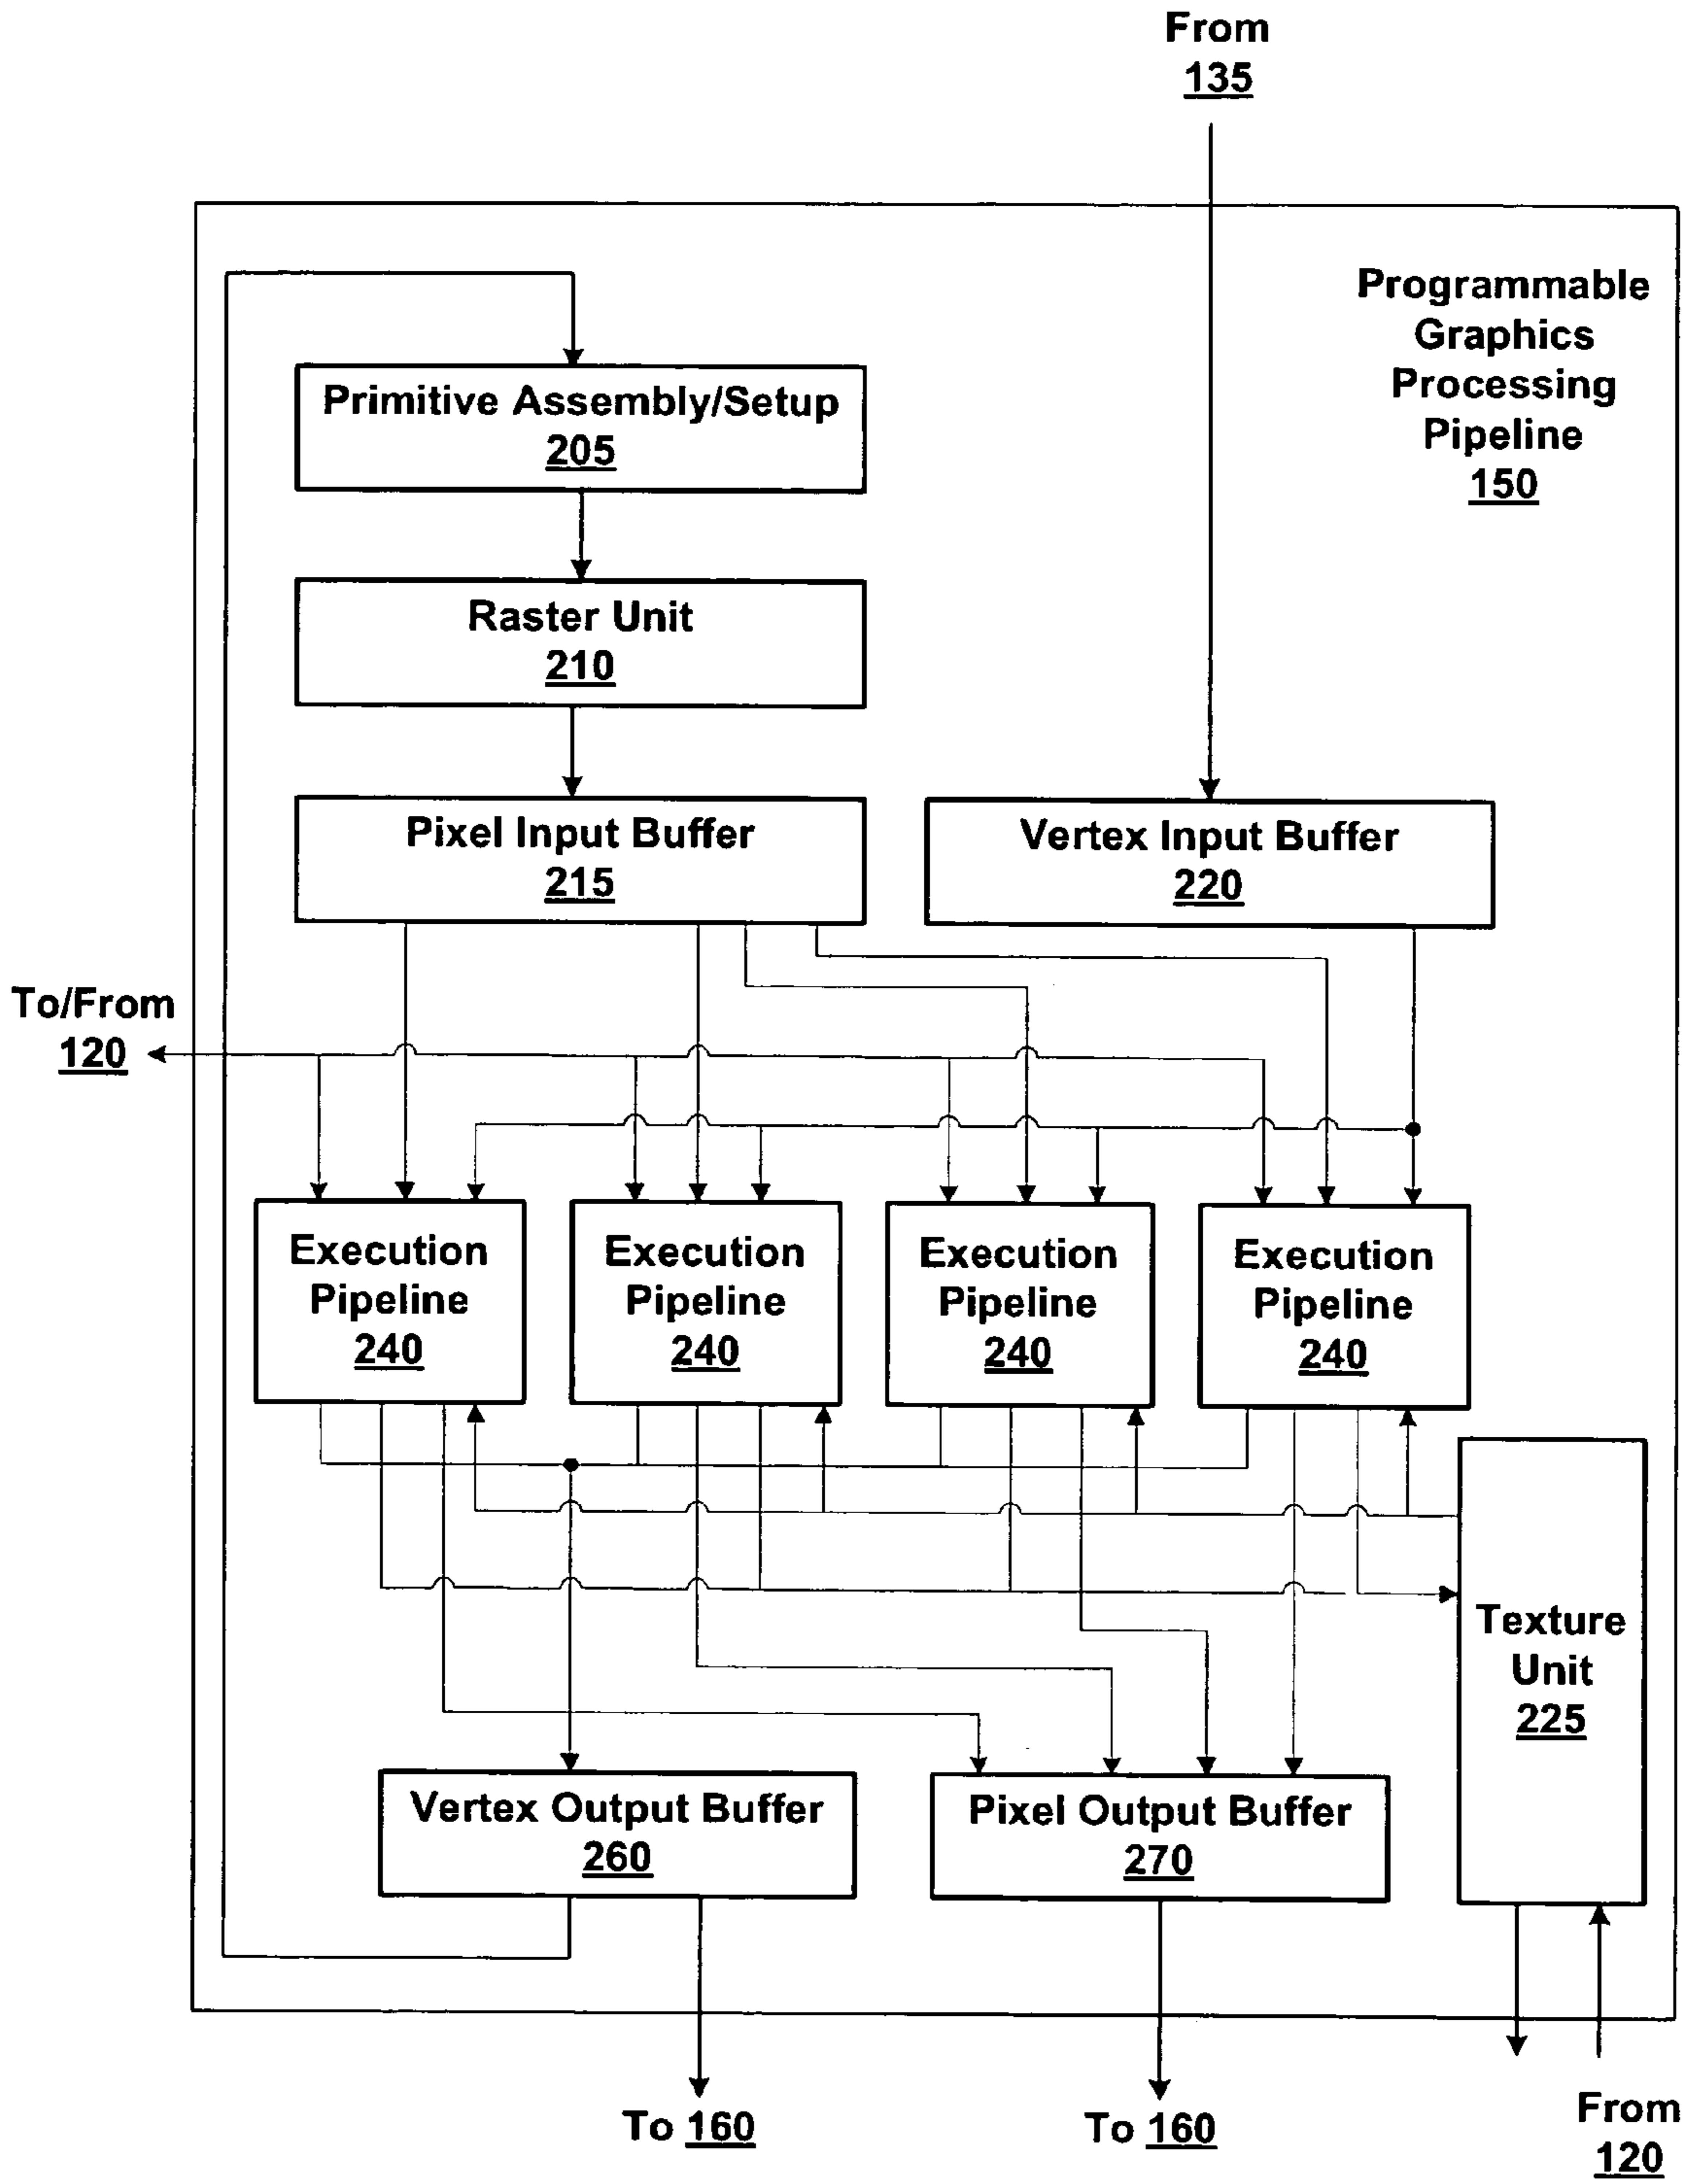 From
135
Programmable
Graphics
Processing
Pipeline
150
Primitive Assembly/Setup
205
Raster Unit
210
Pixel Input Buffer
215
Vertex Input Buffer
220
To/From
120
Execution
Pipeline
240
Execution
Pipeline
240
Execution
Pipeline
240
Execution
Pipeline
240
Texture
Unit
225
Vertex Output Buffer
260
Pixel Output Buffer
270
To 160
To 160
From
120